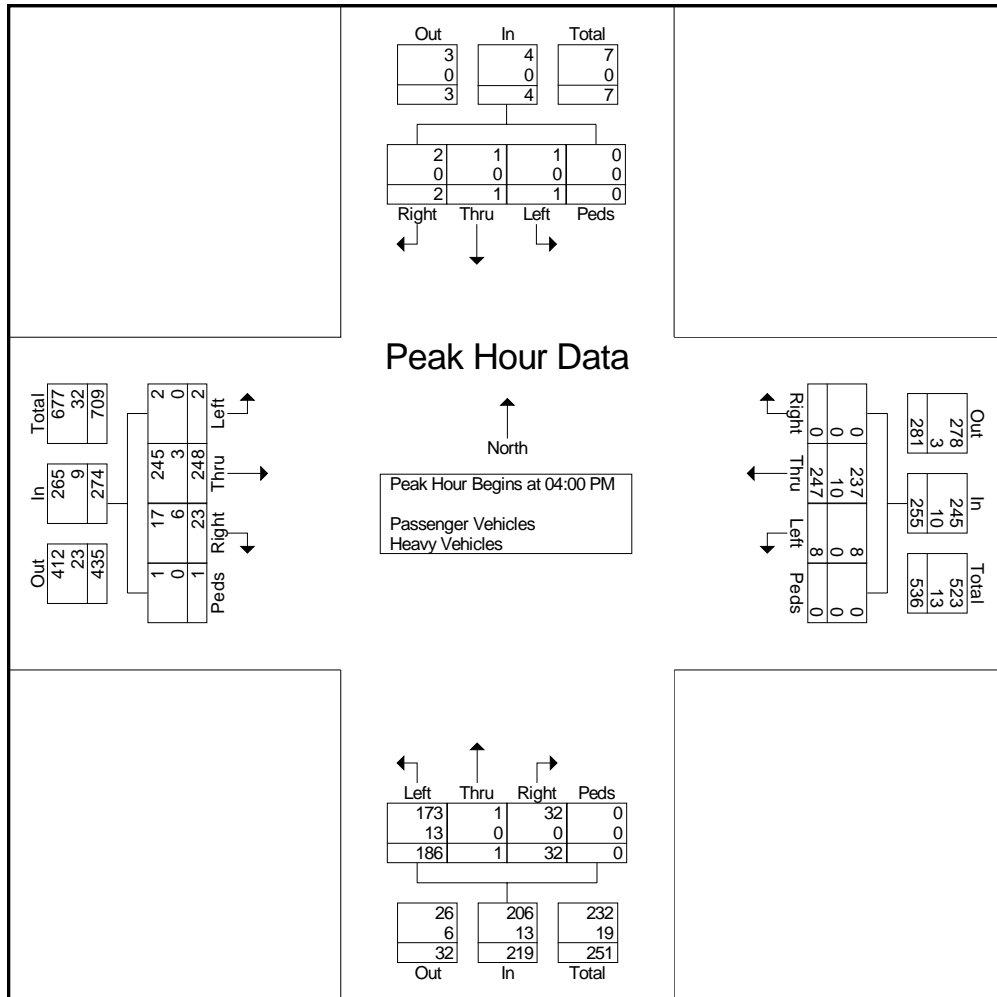 Out In Total
3 4 7
0 0 0
3 4 7
2 1 1 0
0 0 0 0
2 1 1 0
Right Thru Left Peds
Peak Hour Data
North
Peak Hour Begins at 04:00 PM
Passenger Vehicles
Heavy Vehicles
Total In Out
677 265 412
32 9 23
709 274 435
2 245 17 1
0 3 6 0
2 248 23 1
Left Thru Right Peds
Out In Total
278 245 523
3 10 13
281 255 536
0 237 8 0
0 10 0 0
0 247 8 0
Right Thru Left Peds
Left Thru Right Peds
173 1 32 0
13 0 0 0
186 1 32 0
26 206 232
6 13 19
32 219 251
Out In Total